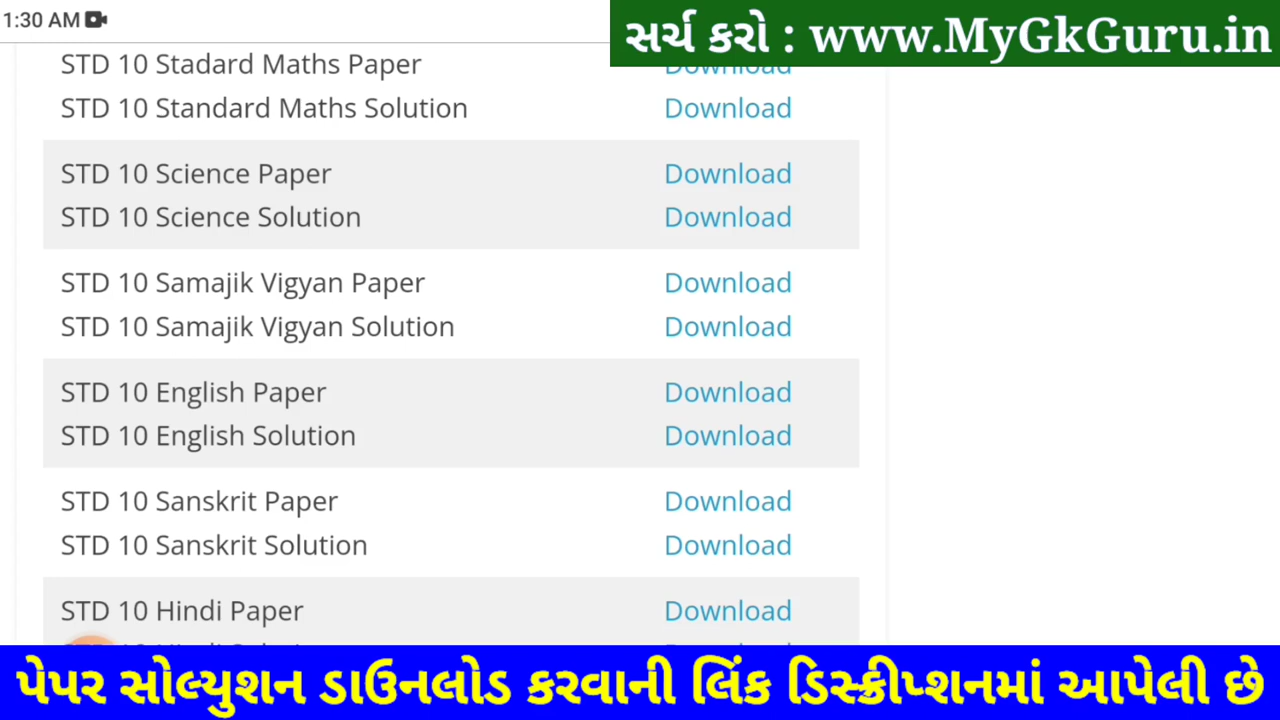 1:30 AM
સર્ચ કરો : www.MyGkGuru.in
STD 10 Stadard Maths Paper Download
STD 10 Standard Maths Solution Download
STD 10 Science Paper Download
STD 10 Science Solution Download
STD 10 Samajik Vigyan Paper Download
STD 10 Samajik Vigyan Solution Download
STD 10 English Paper Download
STD 10 English Solution Download
STD 10 Sanskrit Paper Download
STD 10 Sanskrit Solution Download
STD 10 Hindi Paper Download
પેપર સોલ્યુશન ડાઉનલોડ કરવાની લિંક ડિસ્ક્રીપ્શનમાં આપેલી છે